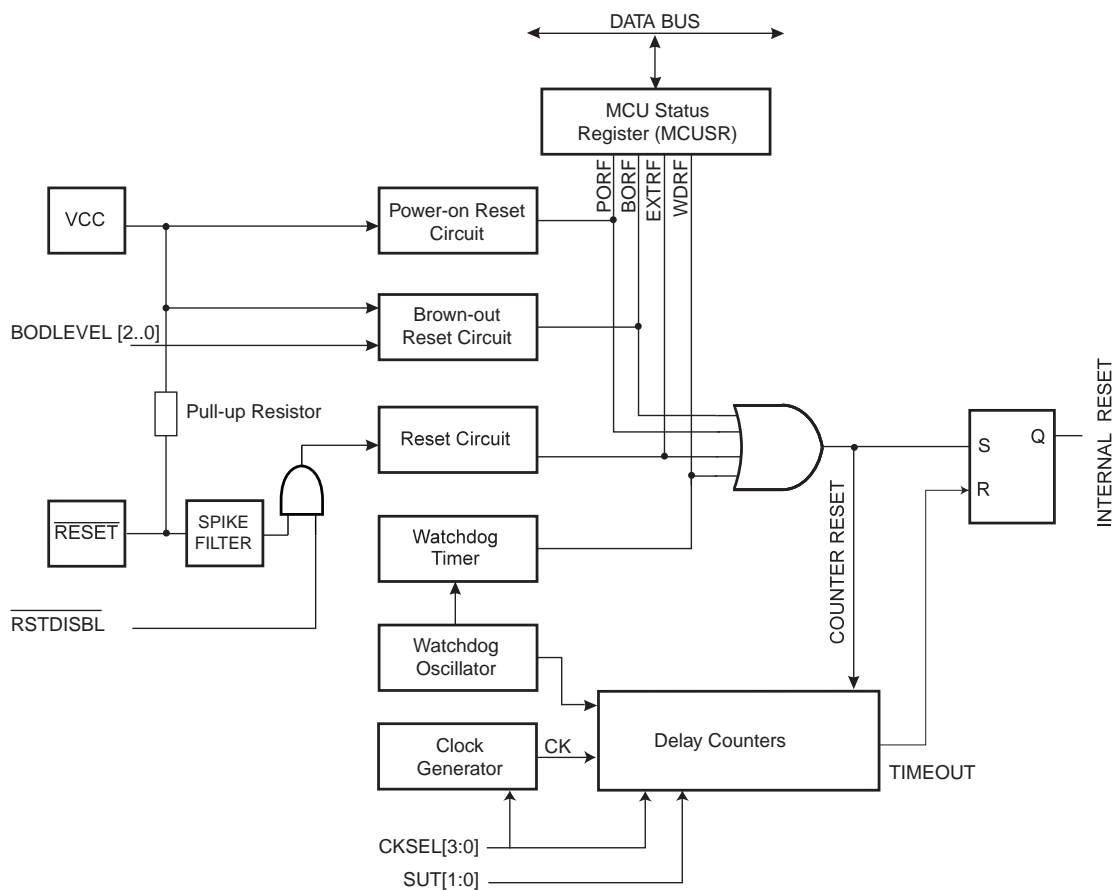 DATA BUS
MCU Status
Register (MCUSR)
PORF
BORF
EXTRF
WDRF
VCC
Power-on Reset
Circuit
Brown-out
Reset Circuit
BODLEVEL [2..0]
Pull-up Resistor
Reset Circuit
S
Q
R
INTERNAL RESET
RESET
SPIKE
FILTER
Watchdog
Timer
COUNTER RESET
RSTDISBL
Watchdog
Oscillator
Clock
Generator
CK
Delay Counters
TIMEOUT
CKSEL[3:0]
SUT[1:0]